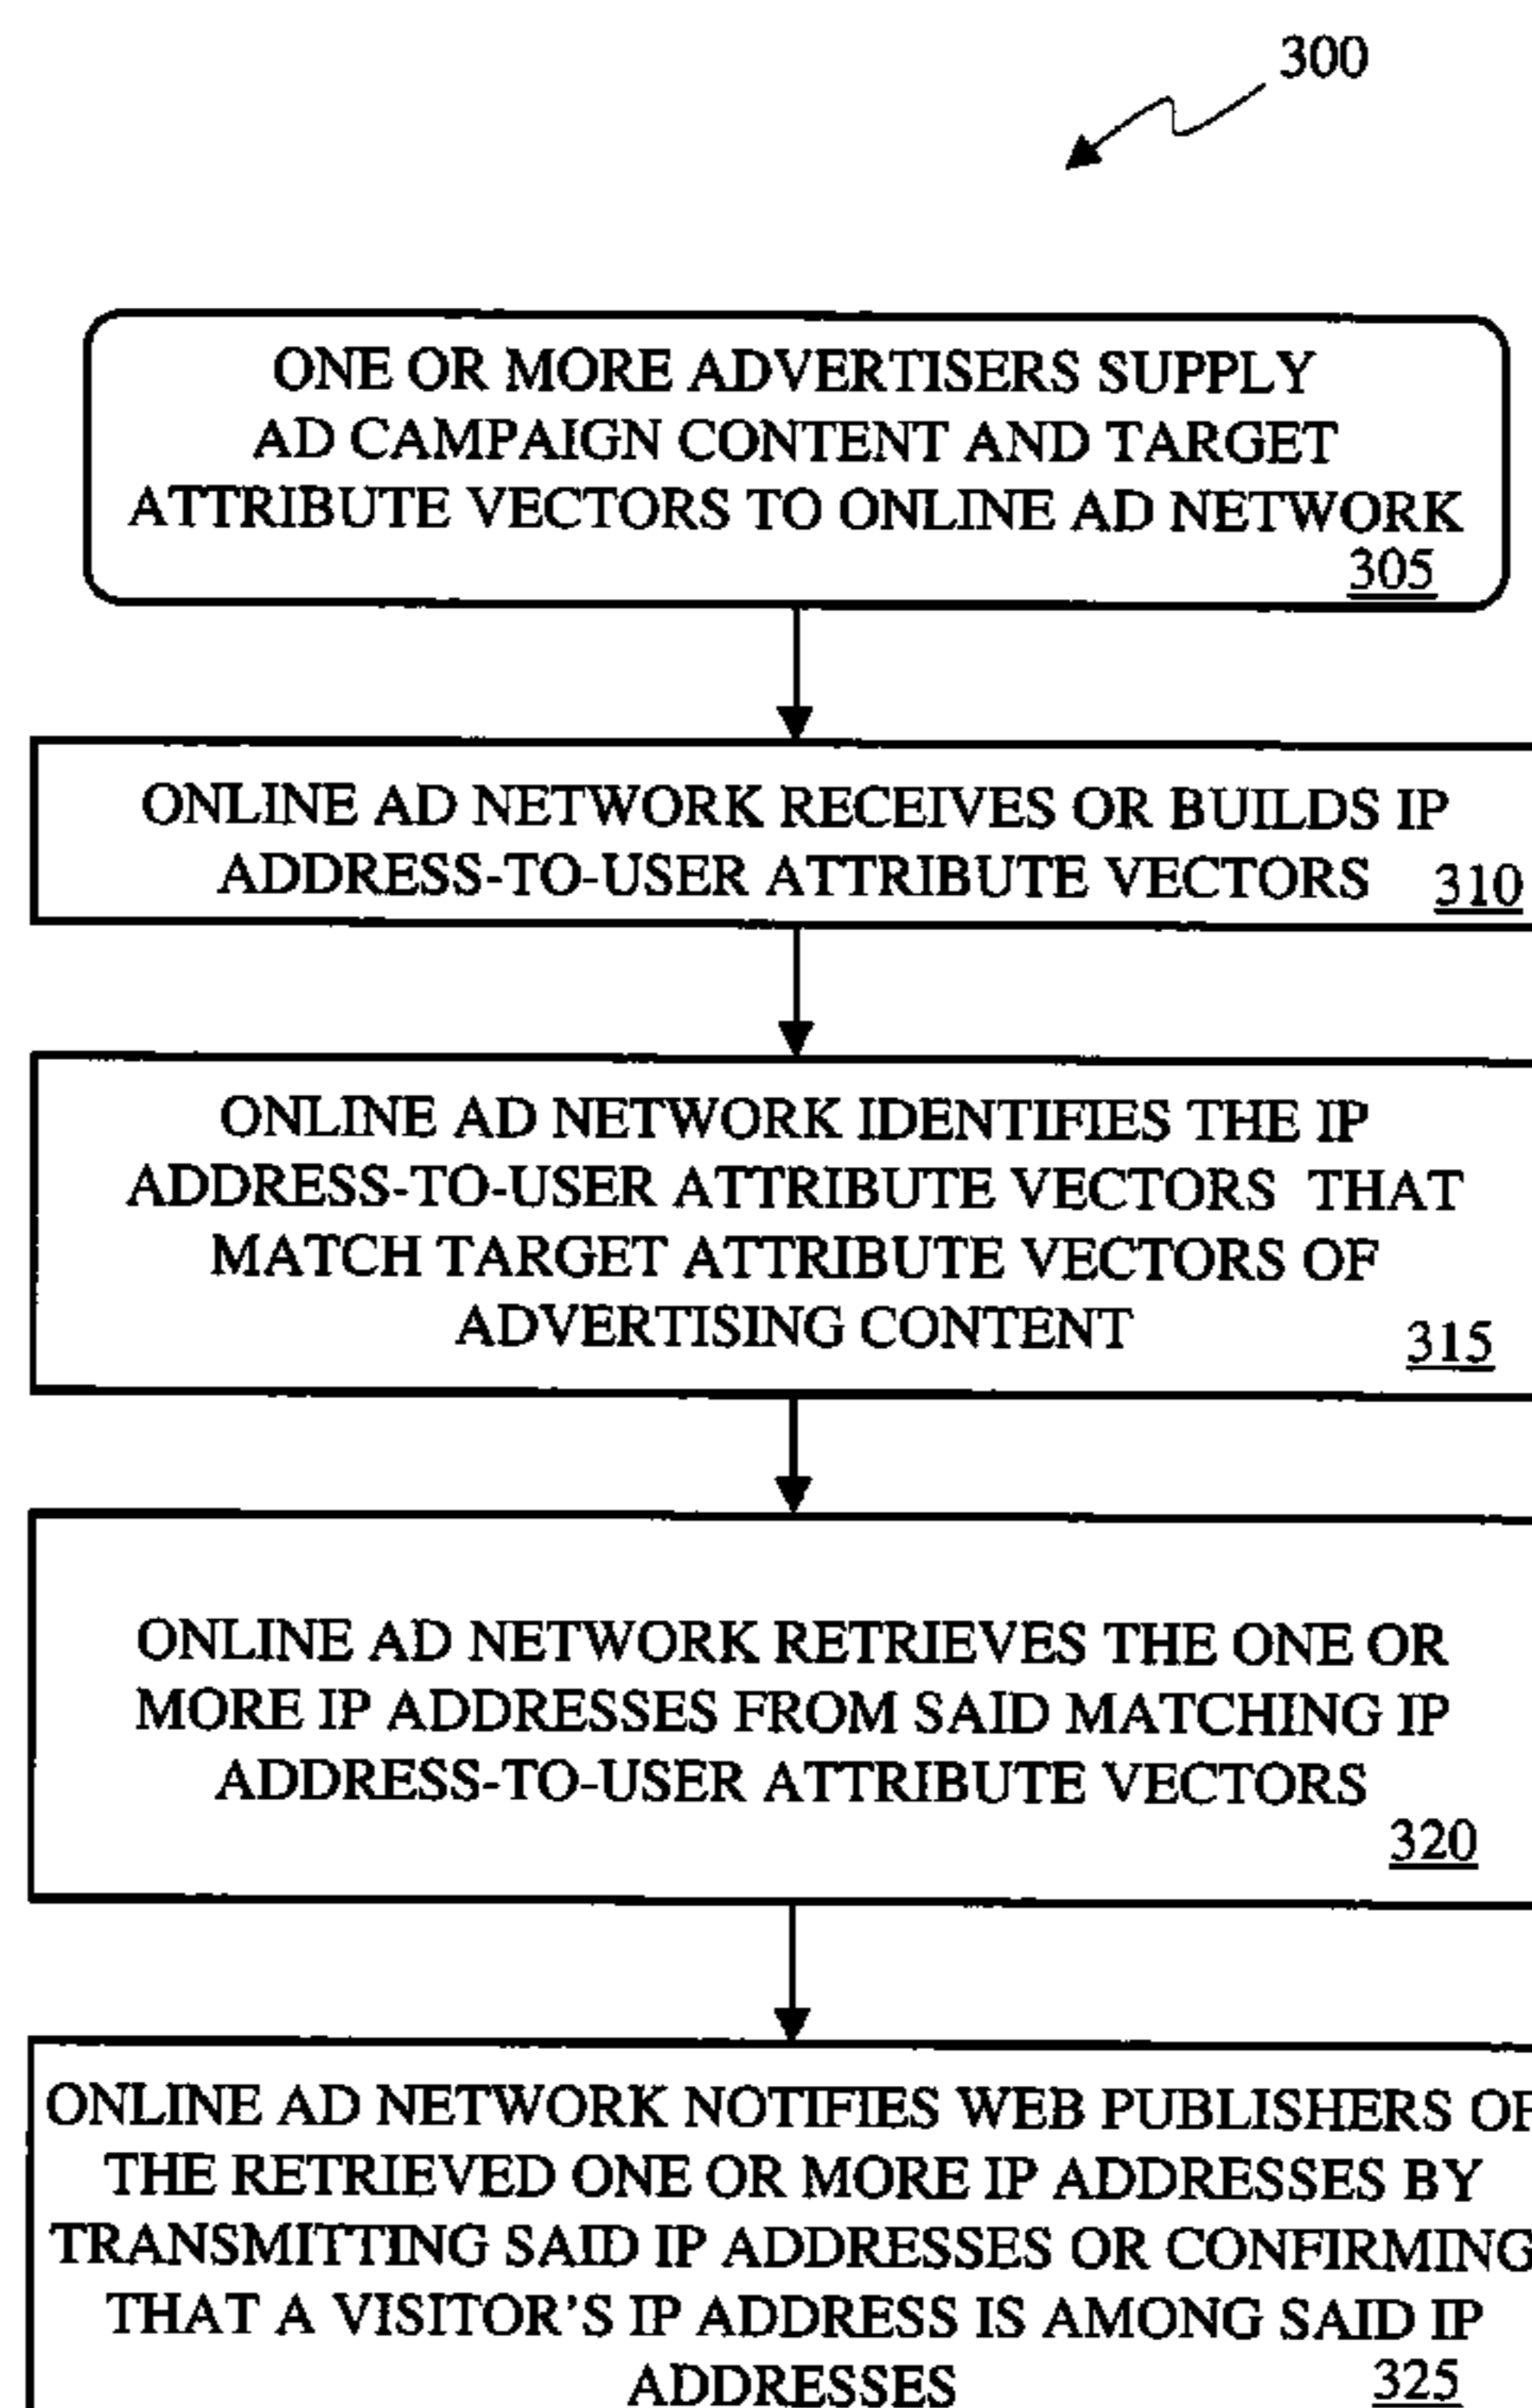 300
ONE OR MORE ADVERTISERS SUPPLY
AD CAMPAIGN CONTENT AND TARGET
ATTRIBUTE VECTORS TO ONLINE AD NETWORK
305
ONLINE AD NETWORK RECEIVES OR BUILDS IP
ADDRESS-TO-USER ATTRIBUTE VECTORS 310
ONLINE AD NETWORK IDENTIFIES THE IP
ADDRESS-TO-USER ATTRIBUTE VECTORS THAT
MATCH TARGET ATTRIBUTE VECTORS OF
ADVERTISING CONTENT 315
ONLINE AD NETWORK RETRIEVES THE ONE OR
MORE IP ADDRESSES FROM SAID MATCHING IP
ADDRESS-TO-USER ATTRIBUTE VECTORS
320
ONLINE AD NETWORK NOTIFIES WEB PUBLISHERS OF
THE RETRIEVED ONE OR MORE IP ADDRESSES BY
TRANSMITTING SAID IP ADDRESSES OR CONFIRMING
THAT A VISITOR'S IP ADDRESS IS AMONG SAID IP
ADDRESSES 325